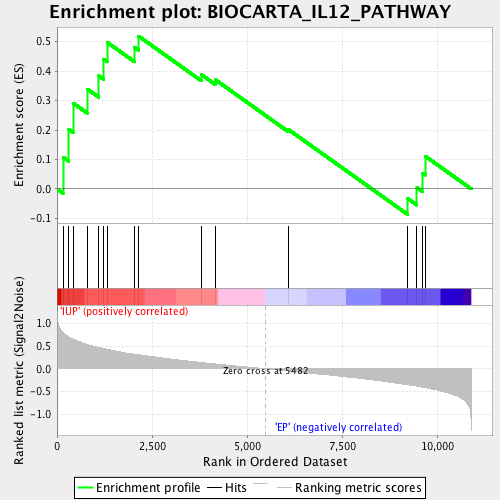 Enrichment plot: BIOCARTA_IL12_PATHWAY
Enrichment score (ES)
0.5
0.4
0.3
0.2
0.1
0.0
-0.1
'IUP' (positively correlated)
Ranked list metric (Signal2Noise)
1.0
0.5
0.0
-0.5
-1.0
Zero cross at 5482
'EP' (negatively correlated)
0
2,500
5,000
7,500
10,000
Rank in Ordered Dataset
Enrichment profile
Hits
Ranking metric scores